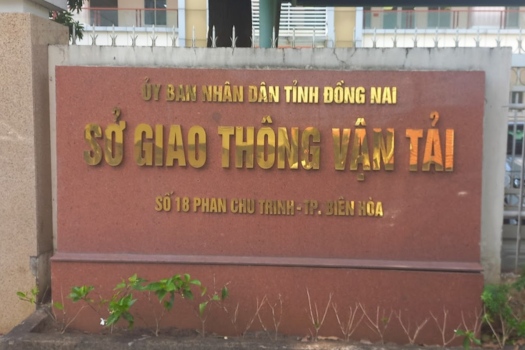 ỦY BAN NHÂN DÂN TỈNH ĐỒNG NAI
SỞ GIAO THÔNG VẬN TẢI
SỐ 18 PHAN CHU TRINH - TP. BIÊN HÒA